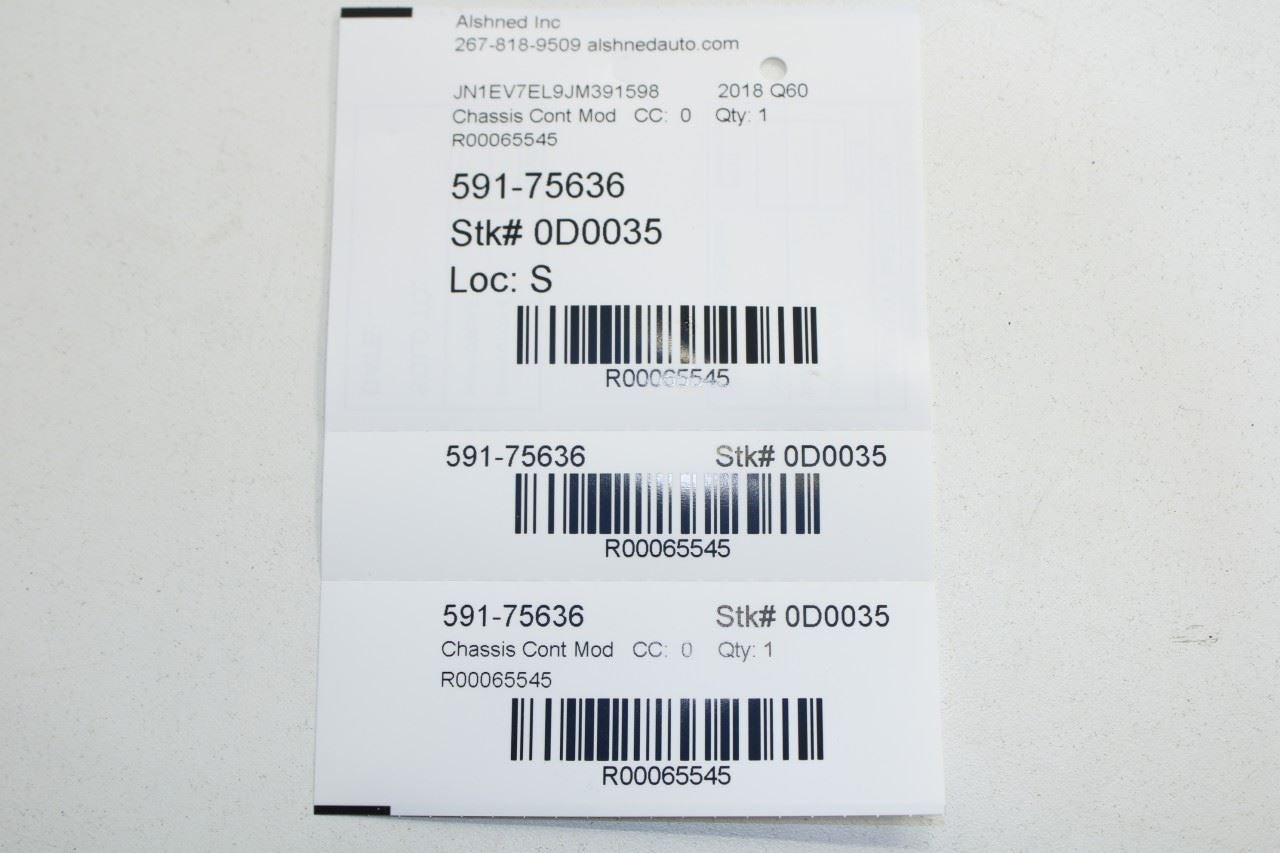 Alshned Inc
267-818-9509 alshnedauto.com
JN1EV7EL9JM391598 2018 Q60
Chassis Cont Mod CC: 0 Qty: 1
R00065545
591-75636
Stk# 0D0035
Loc: S
R00065545
591-75636 Stk# 0D0035
R00065545
591-75636 Stk# 0D0035
Chassis Cont Mod CC: 0 Qty: 1
R00065545
R00065545